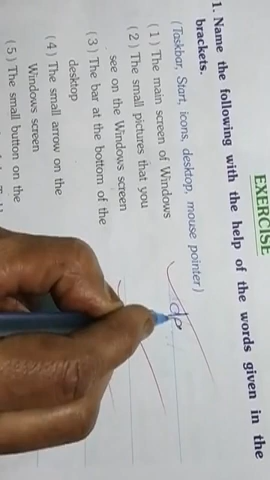 EXERCISE
1. Name the following with the help of the words given in the
brackets.
(Taskbar, Start, icons, desktop, mouse pointer)
(1) The main screen of Windows
(2) The small pictures that you
see on the Windows screen
(3) The bar at the bottom of the
desktop
(4) The small arrow on the
Windows screen
(5) The small button on the